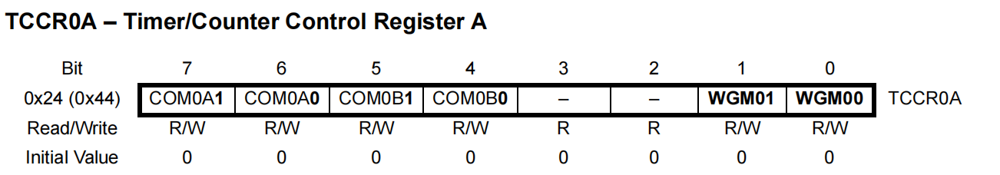 TCCR0A – Timer/Counter Control Register A
Bit 7 6 5 4 3 2 1 0
0x24 (0x44) COM0A1 COM0A0 COM0B1 COM0B0 – – WGM01 WGM00 TCCR0A
Read/Write R/W R/W R/W R/W R R R/W R/W
Initial Value 0 0 0 0 0 0 0 0